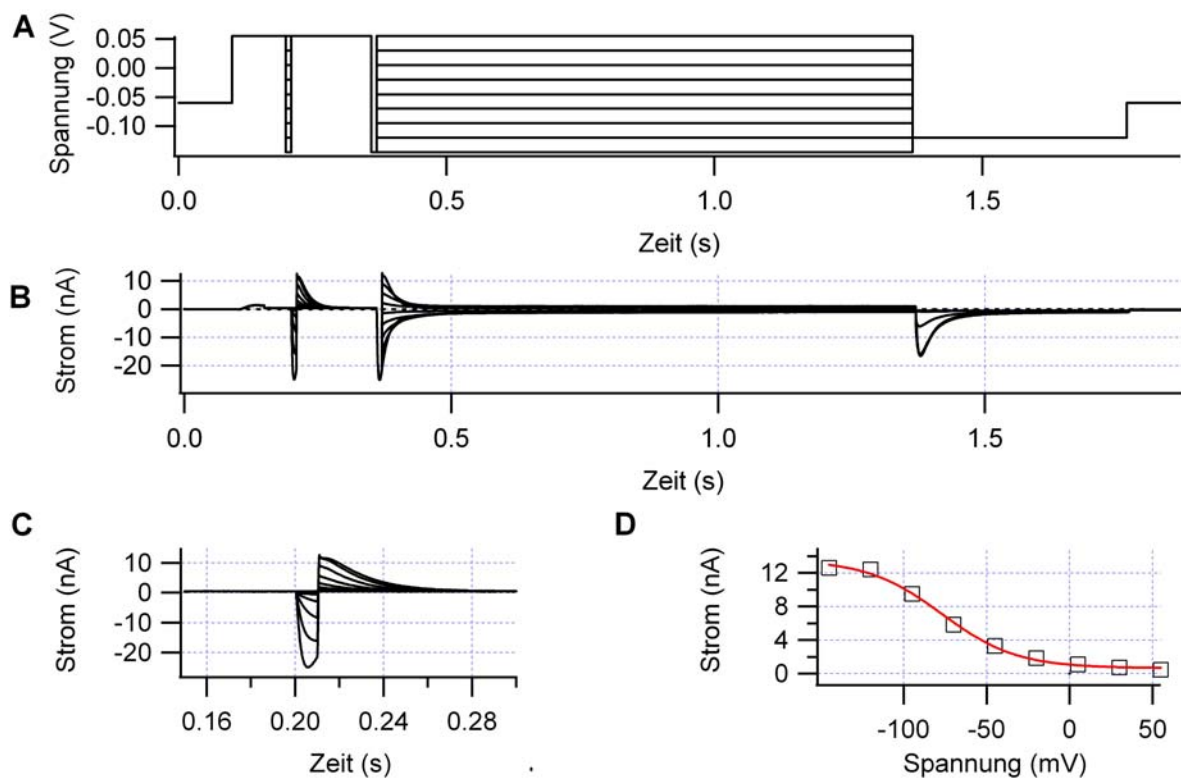 A
Spannung (V)
0.05
0.00
-0.05
-0.10
0.0 0.5 1.0 1.5
Zeit (s)
B
Strom (nA)
10
0
-10
-20
0.0 0.5 1.0 1.5
Zeit (s)
C
Strom (nA)
10
0
-10
-20
0.16 0.20 0.24 0.28
Zeit (s)
D
Strom (nA)
12
8
4
0
-100 -50 0 50
Spannung (mV)